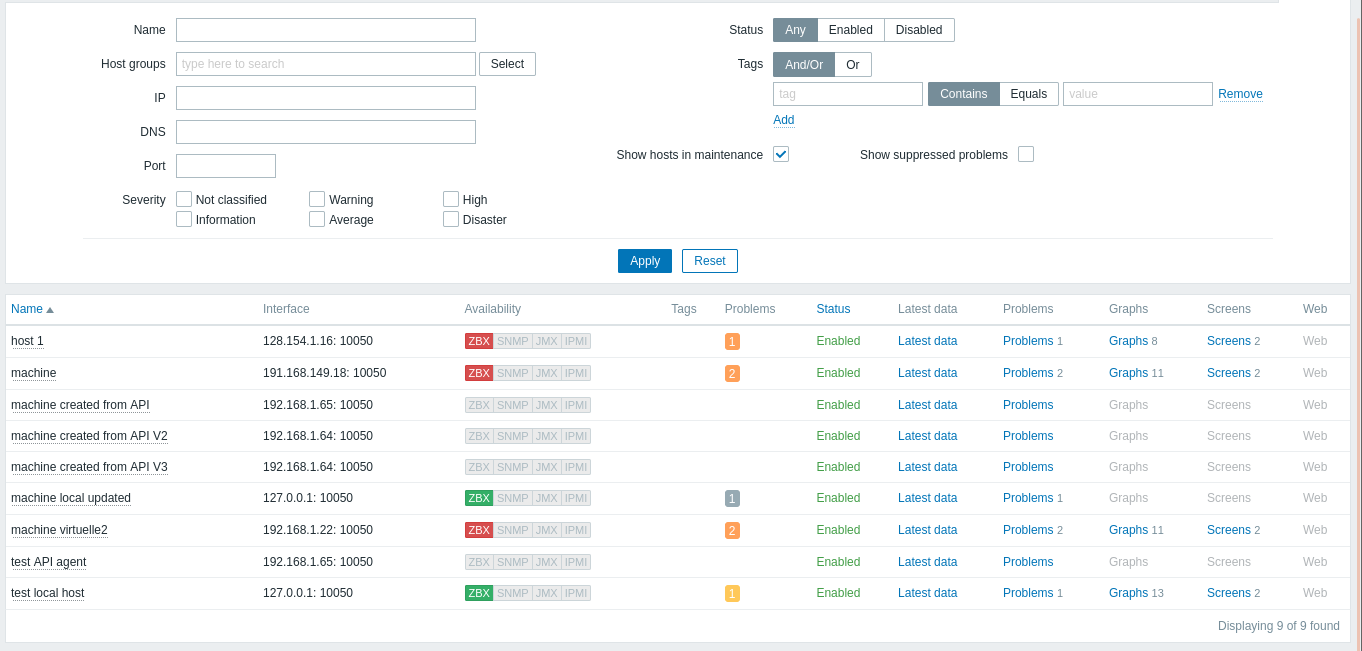 Name Status Any Enabled Disabled
Host groups type here to search Select Tags And/Or Or
IP tag Contains Equals value Remove
Add
DNS
Port Show hosts in maintenance Show suppressed problems
Severity Not classified Warning High
Information Average Disaster
Apply Reset
Name Interface Availability Tags Problems Status Latest data Problems Graphs Screens Web
host 1 128.154.1.16: 10050 ZBX SNMP JMX IPMI 1 Enabled Latest data Problems 1 Graphs 8 Screens 2 Web
machine 191.168.149.18: 10050 ZBX SNMP JMX IPMI 2 Enabled Latest data Problems 2 Graphs 11 Screens 2 Web
machine created from API 192.168.1.65: 10050 ZBX SNMP JMX IPMI Enabled Latest data Problems Graphs Screens Web
machine created from API V2 192.168.1.64: 10050 ZBX SNMP JMX IPMI Enabled Latest data Problems Graphs Screens Web
machine created from API V3 192.168.1.64: 10050 ZBX SNMP JMX IPMI Enabled Latest data Problems Graphs Screens Web
machine local updated 127.0.0.1: 10050 ZBX SNMP JMX IPMI 1 Enabled Latest data Problems 1 Graphs Screens Web
machine virtuelle2 192.168.1.22: 10050 ZBX SNMP JMX IPMI 2 Enabled Latest data Problems 2 Graphs 11 Screens 2 Web
test API agent 192.168.1.65: 10050 ZBX SNMP JMX IPMI Enabled Latest data Problems Graphs Screens Web
test local host 127.0.0.1: 10050 ZBX SNMP JMX IPMI 1 Enabled Latest data Problems 1 Graphs 13 Screens 2 Web
Displaying 9 of 9 found